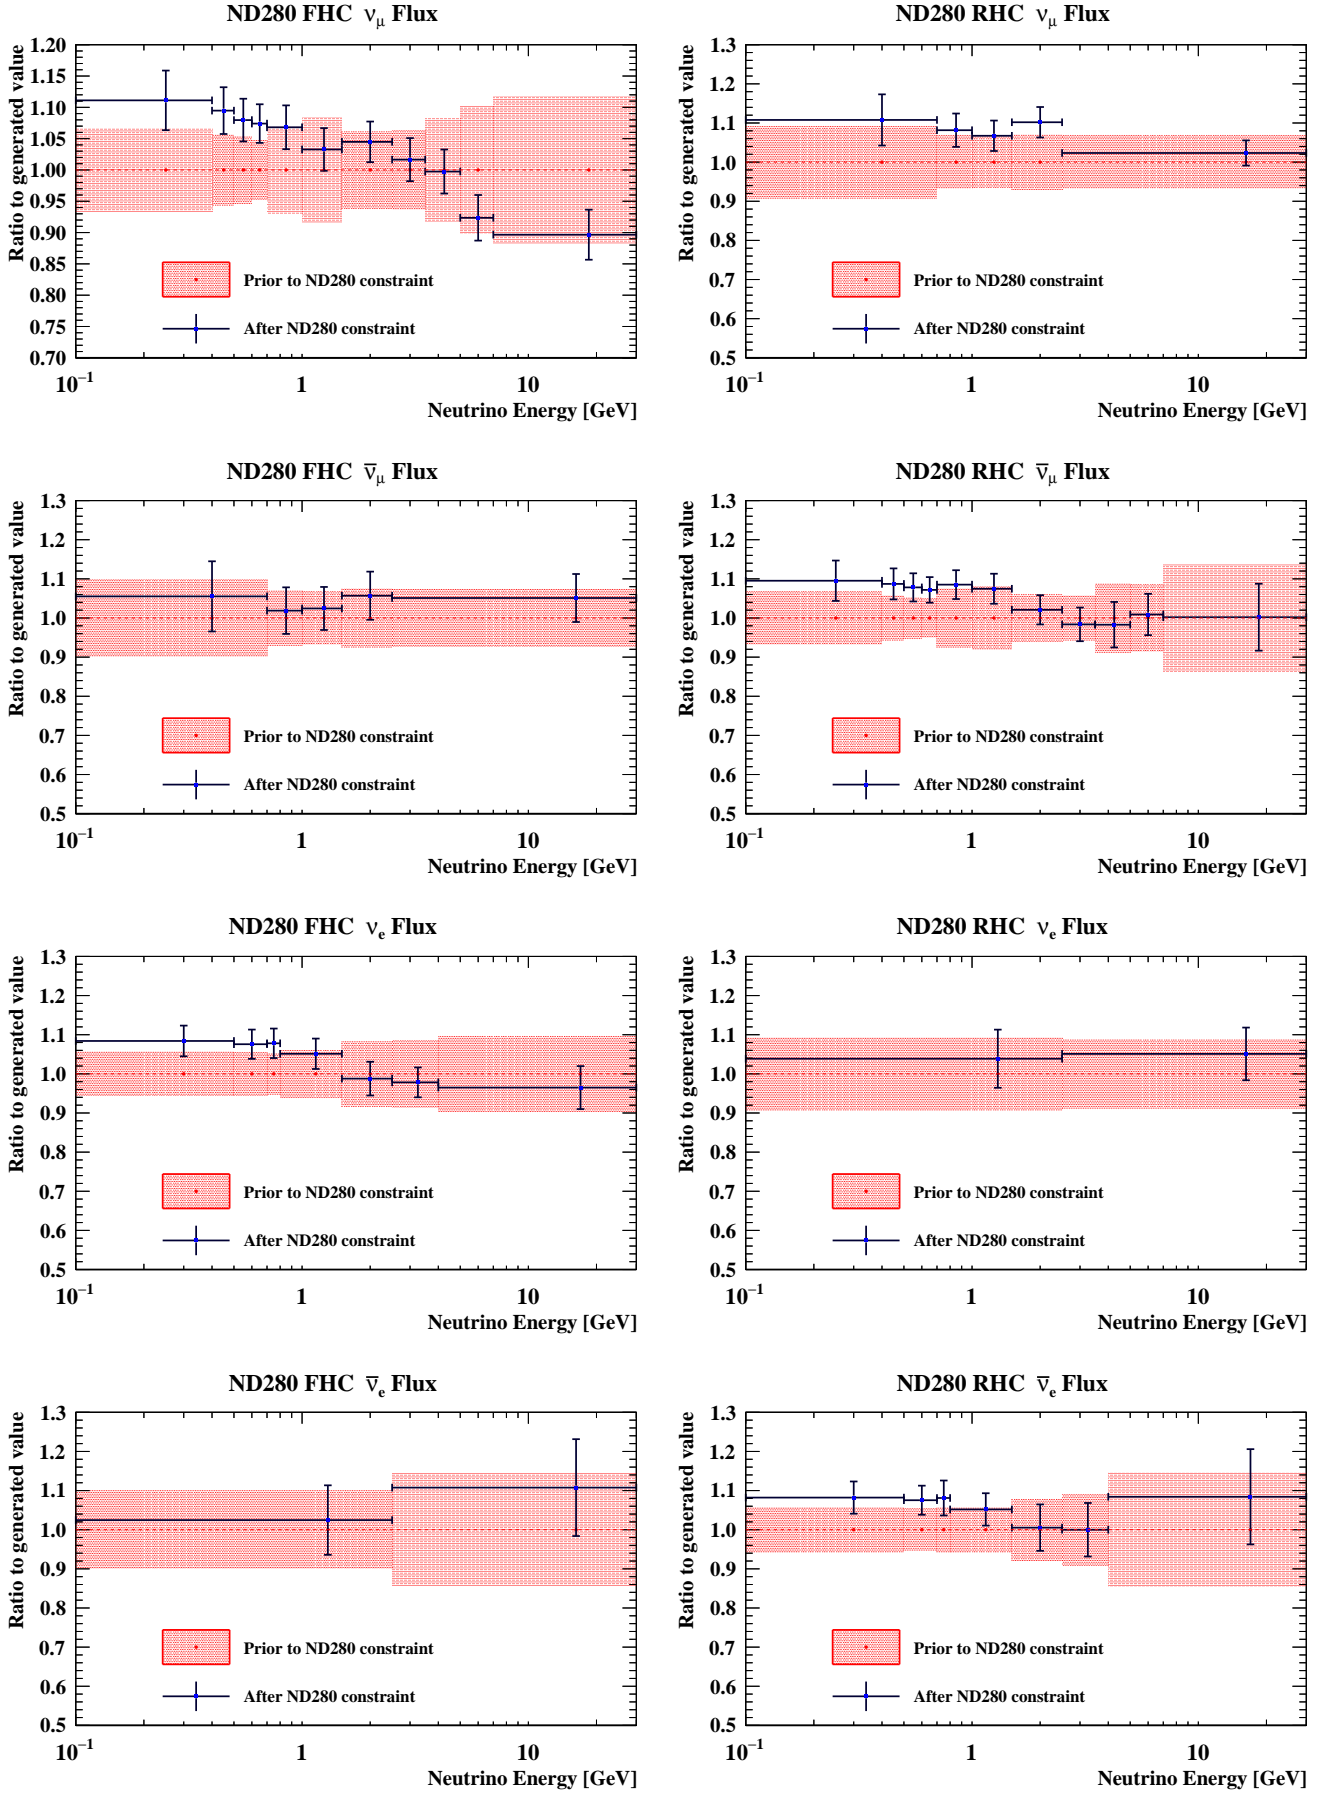 ND280 FHC ν_μ Flux
Ratio to generated value
1.20
1.15
1.10
1.05
1.00
0.95
0.90
0.85
0.80
0.75
0.70
Prior to ND280 constraint
After ND280 constraint
10⁻¹ 1 10
Neutrino Energy [GeV]
ND280 RHC ν_μ Flux
Ratio to generated value
1.3
1.2
1.1
1.0
0.9
0.8
0.7
0.6
0.5
Prior to ND280 constraint
After ND280 constraint
10⁻¹ 1 10
Neutrino Energy [GeV]
ND280 FHC ν̄_μ Flux
Ratio to generated value
1.3
1.2
1.1
1.0
0.9
0.8
0.7
0.6
0.5
Prior to ND280 constraint
After ND280 constraint
10⁻¹ 1 10
Neutrino Energy [GeV]
ND280 RHC ν̄_μ Flux
Ratio to generated value
1.3
1.2
1.1
1.0
0.9
0.8
0.7
0.6
0.5
Prior to ND280 constraint
After ND280 constraint
10⁻¹ 1 10
Neutrino Energy [GeV]
ND280 FHC ν_e Flux
Ratio to generated value
1.3
1.2
1.1
1.0
0.9
0.8
0.7
0.6
0.5
Prior to ND280 constraint
After ND280 constraint
10⁻¹ 1 10
Neutrino Energy [GeV]
ND280 RHC ν_e Flux
Ratio to generated value
1.3
1.2
1.1
1.0
0.9
0.8
0.7
0.6
0.5
Prior to ND280 constraint
After ND280 constraint
10⁻¹ 1 10
Neutrino Energy [GeV]
ND280 FHC ν̄_e Flux
Ratio to generated value
1.3
1.2
1.1
1.0
0.9
0.8
0.7
0.6
0.5
Prior to ND280 constraint
After ND280 constraint
10⁻¹ 1 10
Neutrino Energy [GeV]
ND280 RHC ν̄_e Flux
Ratio to generated value
1.3
1.2
1.1
1.0
0.9
0.8
0.7
0.6
0.5
Prior to ND280 constraint
After ND280 constraint
10⁻¹ 1 10
Neutrino Energy [GeV]